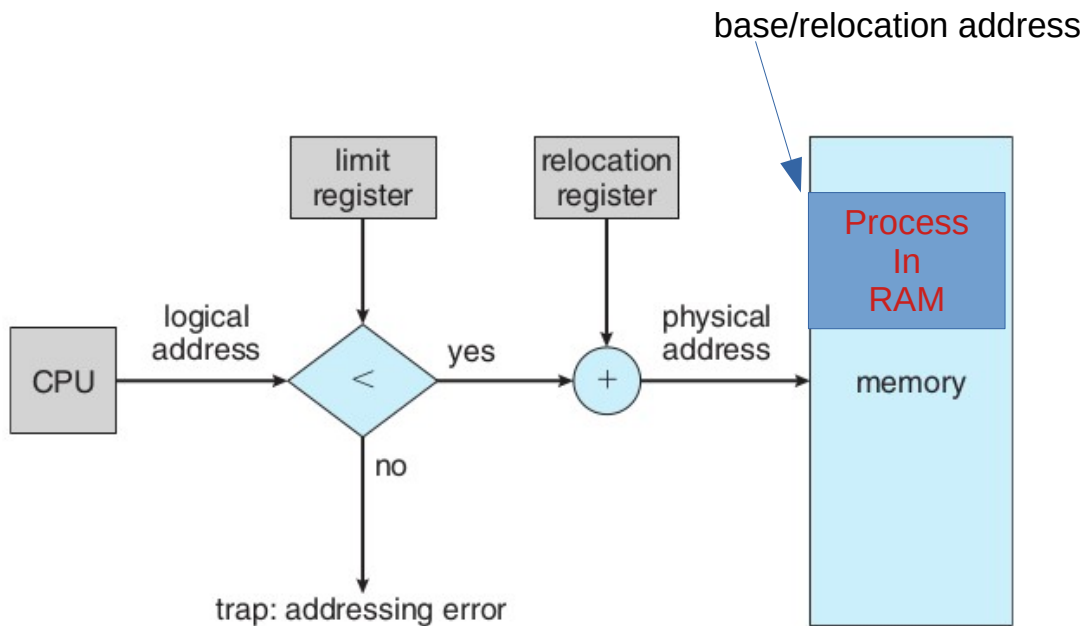 base/relocation address
limit
register
relocation
register
Process
In
RAM
logical
address
yes
physical
address
CPU
<
+
memory
no
trap: addressing error